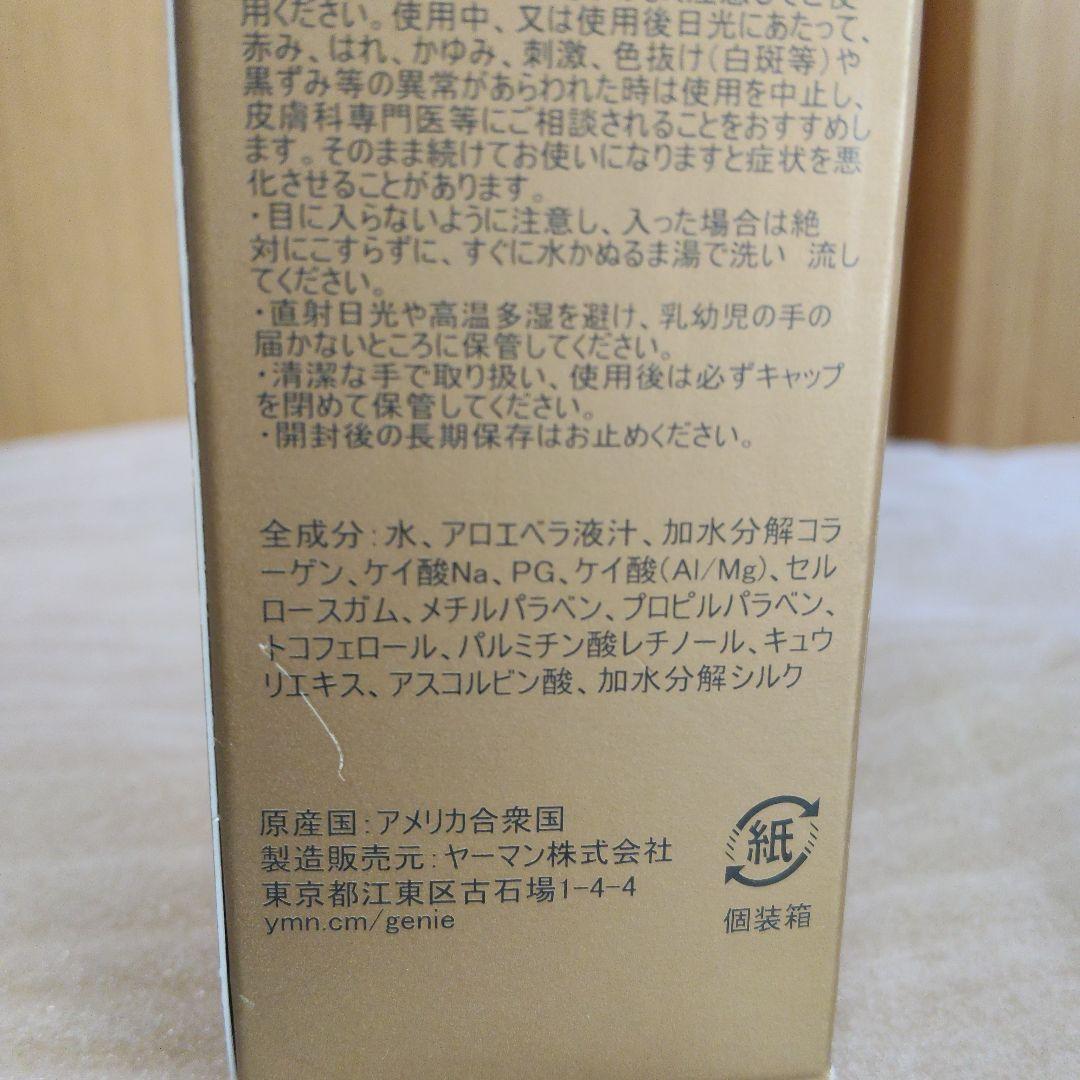 用ください。使用中、又は使用後日光にあたって、
赤み、はれ、かゆみ、刺激、色抜け(白斑等)や
黒ずみ等の異常があらわれた時は使用を中止し、
皮膚科専門医等にご相談されることをおすすめし
ます。そのまま続けてお使いになりますと症状を悪
化させることがあります。
・目に入らないように注意し、入った場合は絶
対にこすらずに、すぐに水かぬるま湯で洗い 流し
てください。
・直射日光や高温多湿を避け、乳幼児の手の
届かないところに保管してください。
・清潔な手で取り扱い、使用後は必ずキャップ
を閉めて保管してください。
・開封後の長期保存はお止めください。
全成分:水、アロエベラ液汁、加水分解コラ
ーゲン、ケイ酸Na、PG、ケイ酸(Al/Mg)、セル
ロースガム、メチルパラベン、プロピルパラベン、
トコフェロール、パルミチン酸レチノール、キュウ
リエキス、アスコルビン酸、加水分解シルク
原産国:アメリカ合衆国
製造販売元:ヤーマン株式会社
東京都江東区古石場1-4-4
ymn.cm/genie
紙
個装箱